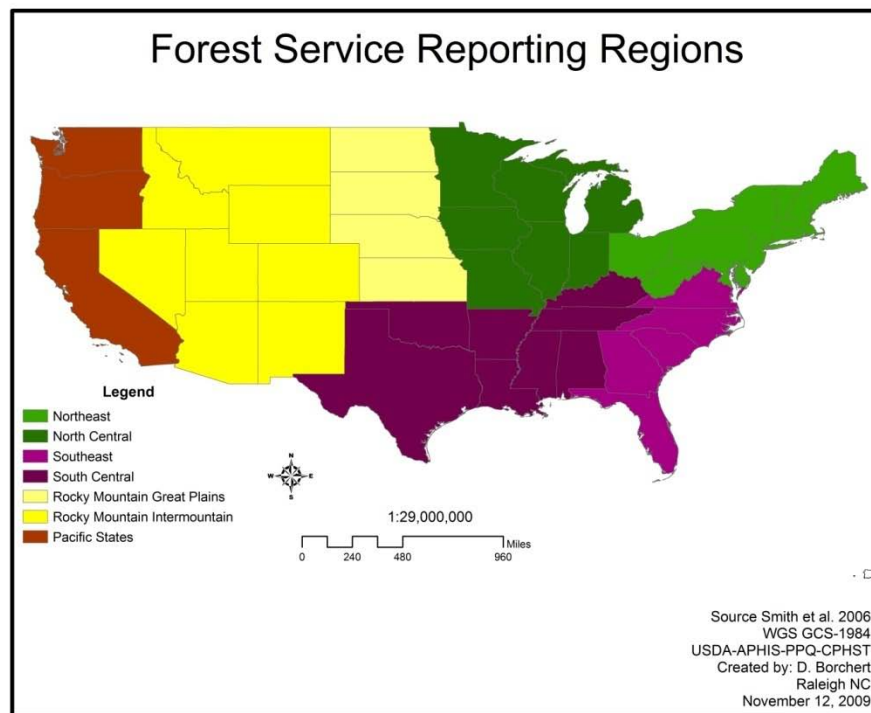 Forest Service Reporting Regions
Legend
Northeast
North Central
Southeast
South Central
Rocky Mountain Great Plains
Rocky Mountain Intermountain
Pacific States
N
W E
S
1:29,000,000
Miles
0 240 480 960
Source Smith et al. 2006
WGS GCS-1984
USDA-APHIS-PPQ-CPHST
Created by: D. Borchert
Raleigh NC
November 12, 2009